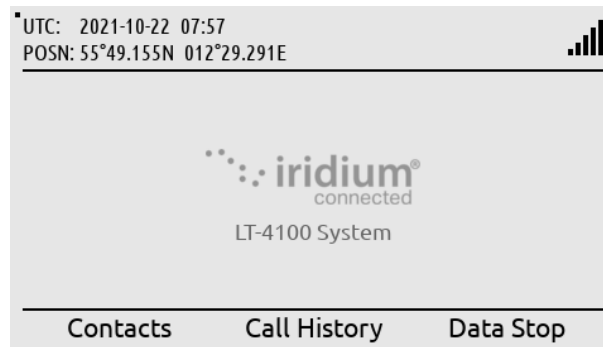 UTC: 2021-10-22 07:57
POSN: 55°49.155N 012°29.291E
iridium®
connected
LT-4100 System
Contacts Call History Data Stop